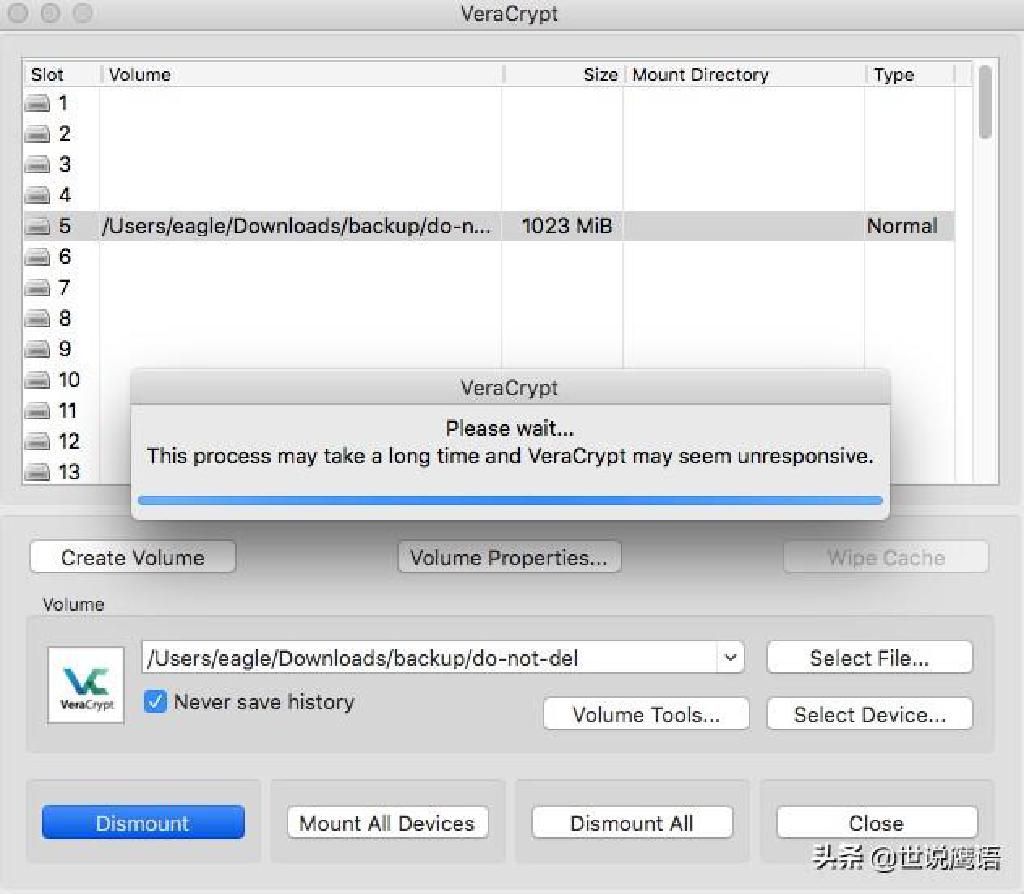 VeraCrypt
Slot Volume Size Mount Directory Type
1
2
3
4
5 /Users/eagle/Downloads/backup/do-n... 1023 MiB Normal
6
7
8
9
10
11
12
13
VeraCrypt
Please wait...
This process may take a long time and VeraCrypt may seem unresponsive.
Create Volume Volume Properties... Wipe Cache
Volume
VeraCrypt
/Users/eagle/Downloads/backup/do-not-del Select File...
Never save history
Volume Tools... Select Device...
Dismount Mount All Devices Dismount All Close
头条 @世说鹰语